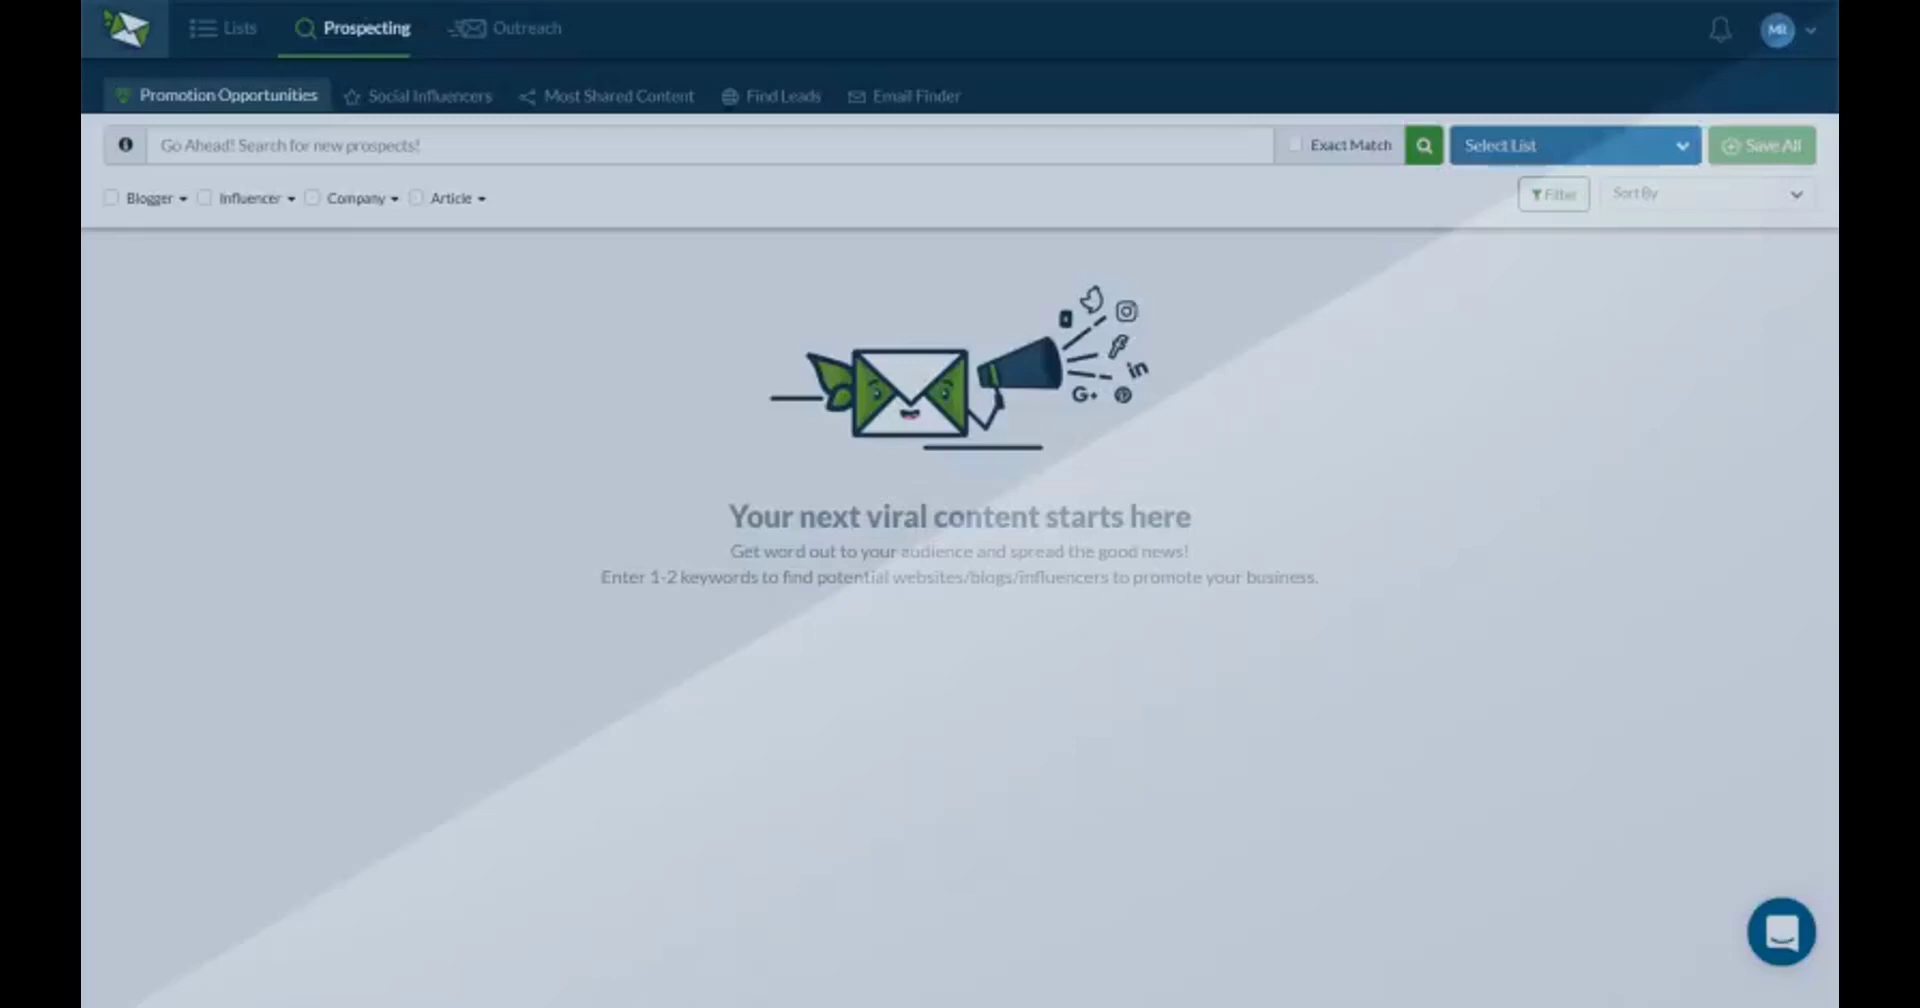 Lists Prospecting Outreach MR
Promotion Opportunities Social Influencers Most Shared Content Find Leads Email Finder
Go Ahead! Search for new prospects! Exact Match Select List Save All
Blogger Influencer Company Article Filter Sort By
in
G+
Your next viral content starts here
Get word out to your audience and spread the good news!
Enter 1-2 keywords to find potential websites/blogs/influencers to promote your business.